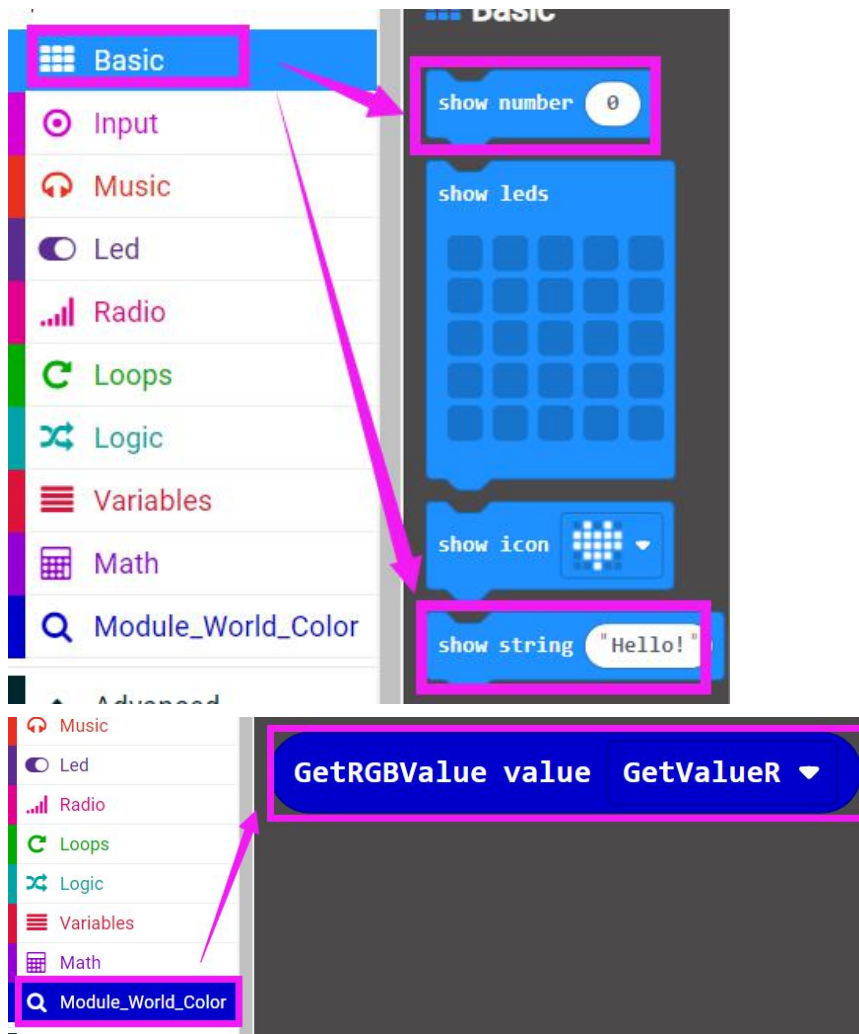 Basic
Basic
Input
Music
Led
Radio
Loops
Logic
Variables
Math
Module_World_Color
Advanced
show number 0
show leds
show icon
show string "Hello!"
Music
Led
Radio
Loops
Logic
Variables
Math
Module_World_Color
GetRGBValue value GetValueR